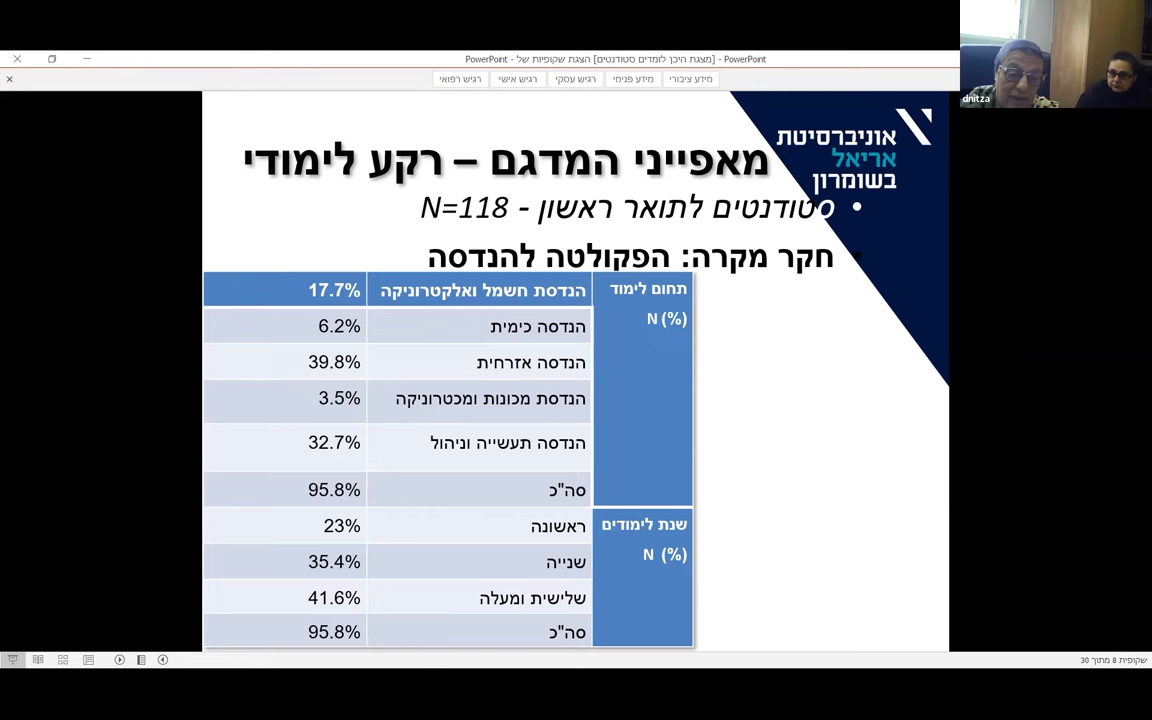 PowerPoint - [מצגת היכן לומדים סטודנטים] הצגת שקופיות של - PowerPoint
מידע ציבורי
מידע פנימי
רגיש עסקי
רגיש אישי
רגיש רפואי
dnitza
אוניברסיטת
אריאל
בשומרון
מאפייני המדגם – רקע לימודי
• סטודנטים לתואר ראשון - N=118
• חקר מקרה: הפקולטה להנדסה
תחום לימוד
N (%)
הנדסת חשמל ואלקטרוניקה 17.7%
הנדסה כימית 6.2%
הנדסה אזרחית 39.8%
הנדסת מכונות ומכטרוניקה 3.5%
הנדסה תעשייה וניהול 32.7%
סה"כ 95.8%
שנת לימודים
N (%)
ראשונה 23%
שנייה 35.4%
שלישית ומעלה 41.6%
סה"כ 95.8%
שקופית 8 מתוך 30